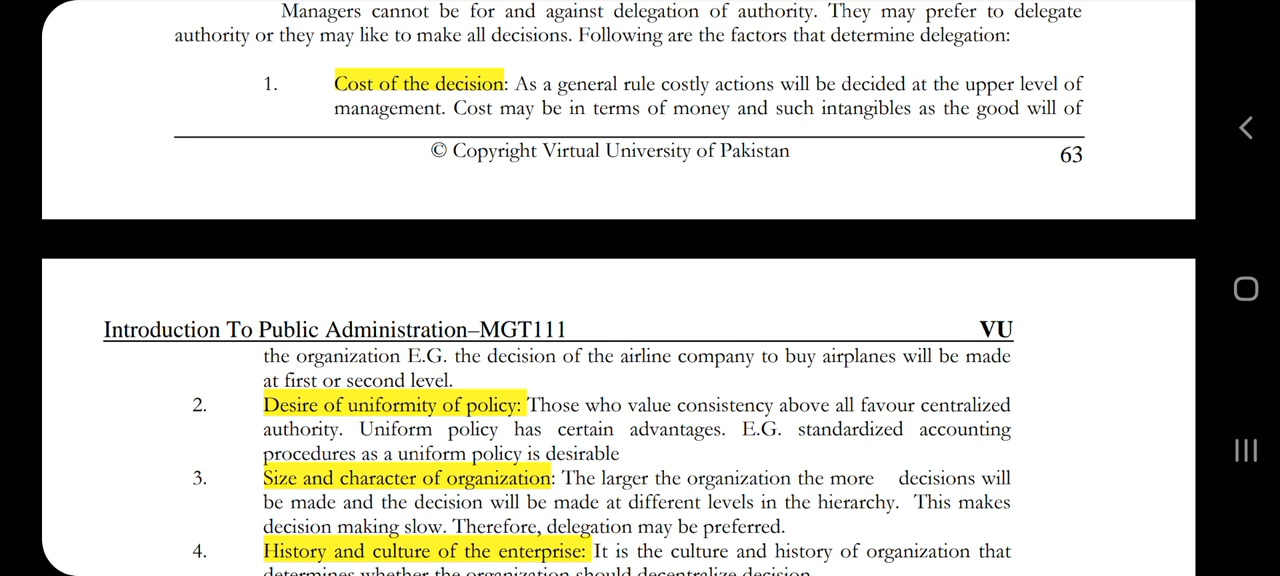 Managers cannot be for and against delegation of authority. They may prefer to delegate
authority or they may like to make all decisions. Following are the factors that determine delegation:
1. Cost of the decision: As a general rule costly actions will be decided at the upper level of
management. Cost may be in terms of money and such intangibles as the good will of
© Copyright Virtual University of Pakistan 63
Introduction To Public Administration–MGT111 VU
the organization E.G. the decision of the airline company to buy airplanes will be made
at first or second level.
2. Desire of uniformity of policy: Those who value consistency above all favour centralized
authority. Uniform policy has certain advantages. E.G. standardized accounting
procedures as a uniform policy is desirable
3. Size and character of organization: The larger the organization the more decisions will
be made and the decision will be made at different levels in the hierarchy. This makes
decision making slow. Therefore, delegation may be preferred.
4. History and culture of the enterprise: It is the culture and history of organization that
determines whether the organization should decentralize decision